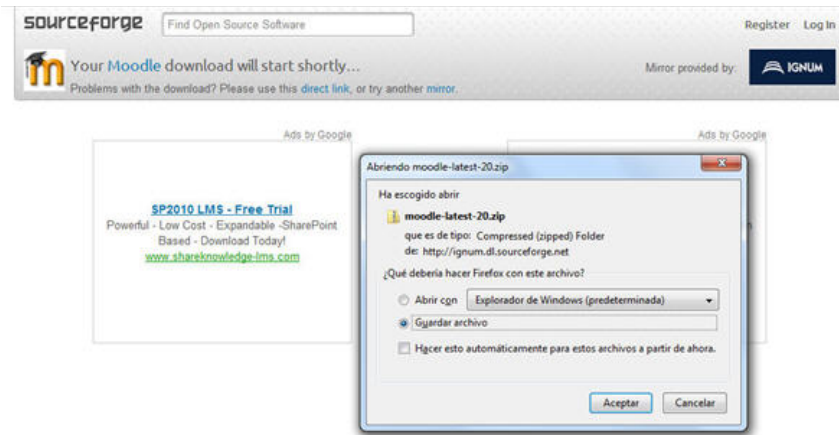 sourceforge
Find Open Source Software
Register Log In
Your Moodle download will start shortly...
Mirror provided by:
IGNUM
Problems with the download? Please use this direct link, or try another mirror.
Ads by Google
Ads by Google
SP2010 LMS - Free Trial
Powerful - Low Cost - Expandable -SharePoint
Based - Download Today!
www.shareknowledge-lms.com
Abriendo moodle-latest-20.zip
Ha escogido abrir
moodle-latest-20.zip
que es de tipo: Compressed (zipped) Folder
de: http://ignum.dl.sourceforge.net
¿Qué debería hacer Firefox con este archivo?
Abrir con
Explorador de Windows (predeterminada)
Guardar archivo
Hacer esto automáticamente para estos archivos a partir de ahora.
Aceptar
Cancelar